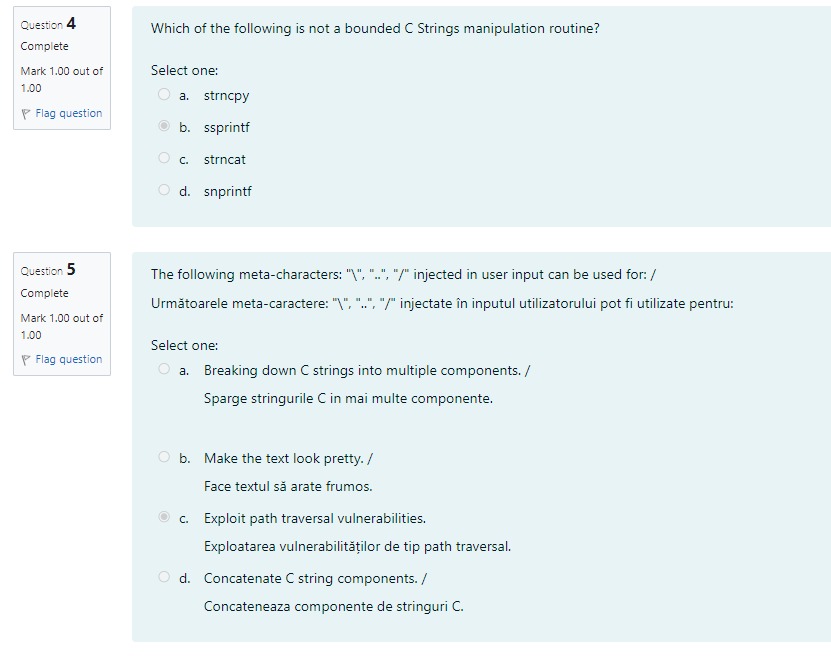 Question 4
Complete
Mark 1.00 out of
1.00
Flag question
Which of the following is not a bounded C Strings manipulation routine?
Select one:
a. strncpy
b. ssprintf
c. strncat
d. snprintf
Question 5
Complete
Mark 1.00 out of
1.00
Flag question
The following meta-characters: "\", "..", "/" injected in user input can be used for: /
Următoarele meta-caractere: "\", "..", "/" injectate în inputul utilizatorului pot fi utilizate pentru:
Select one:
a. Breaking down C strings into multiple components. /
Sparge stringurile C in mai multe componente.
b. Make the text look pretty. /
Face textul să arate frumos.
c. Exploit path traversal vulnerabilities.
Exploatarea vulnerabilităților de tip path traversal.
d. Concatenate C string components. /
Concateneaza componente de stringuri C.